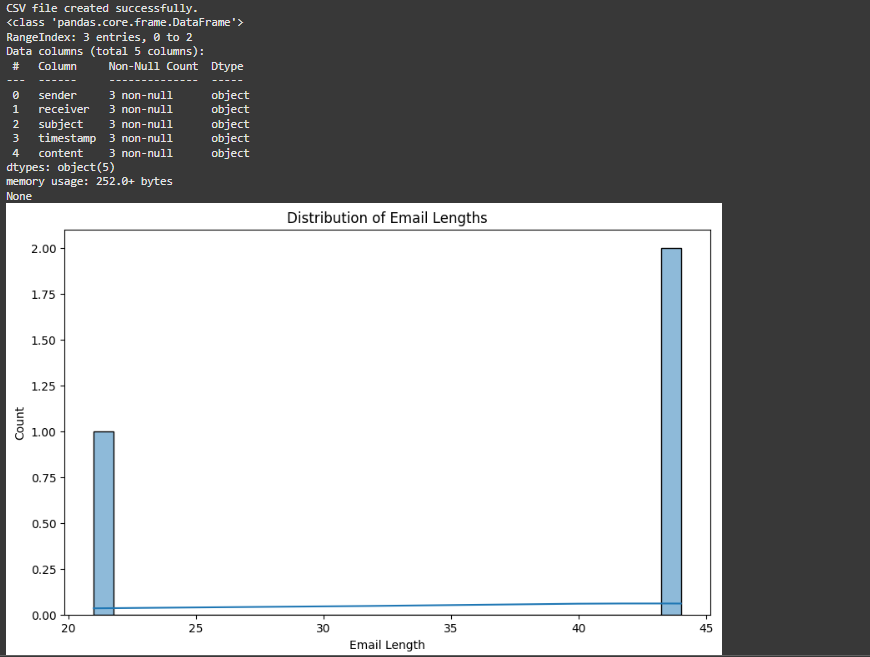 CSV file created successfully.
<class 'pandas.core.frame.DataFrame'>
RangeIndex: 3 entries, 0 to 2
Data columns (total 5 columns):
 #   Column     Non-Null Count  Dtype
---  ------     --------------  -----
 0   sender     3 non-null      object
 1   receiver   3 non-null      object
 2   subject    3 non-null      object
 3   timestamp  3 non-null      object
 4   content    3 non-null      object
dtypes: object(5)
memory usage: 252.0+ bytes
None
Distribution of Email Lengths
2.00
1.75
1.50
1.25
1.00
0.75
0.50
0.25
0.00
Count
20 25 30 35 40 45
Email Length